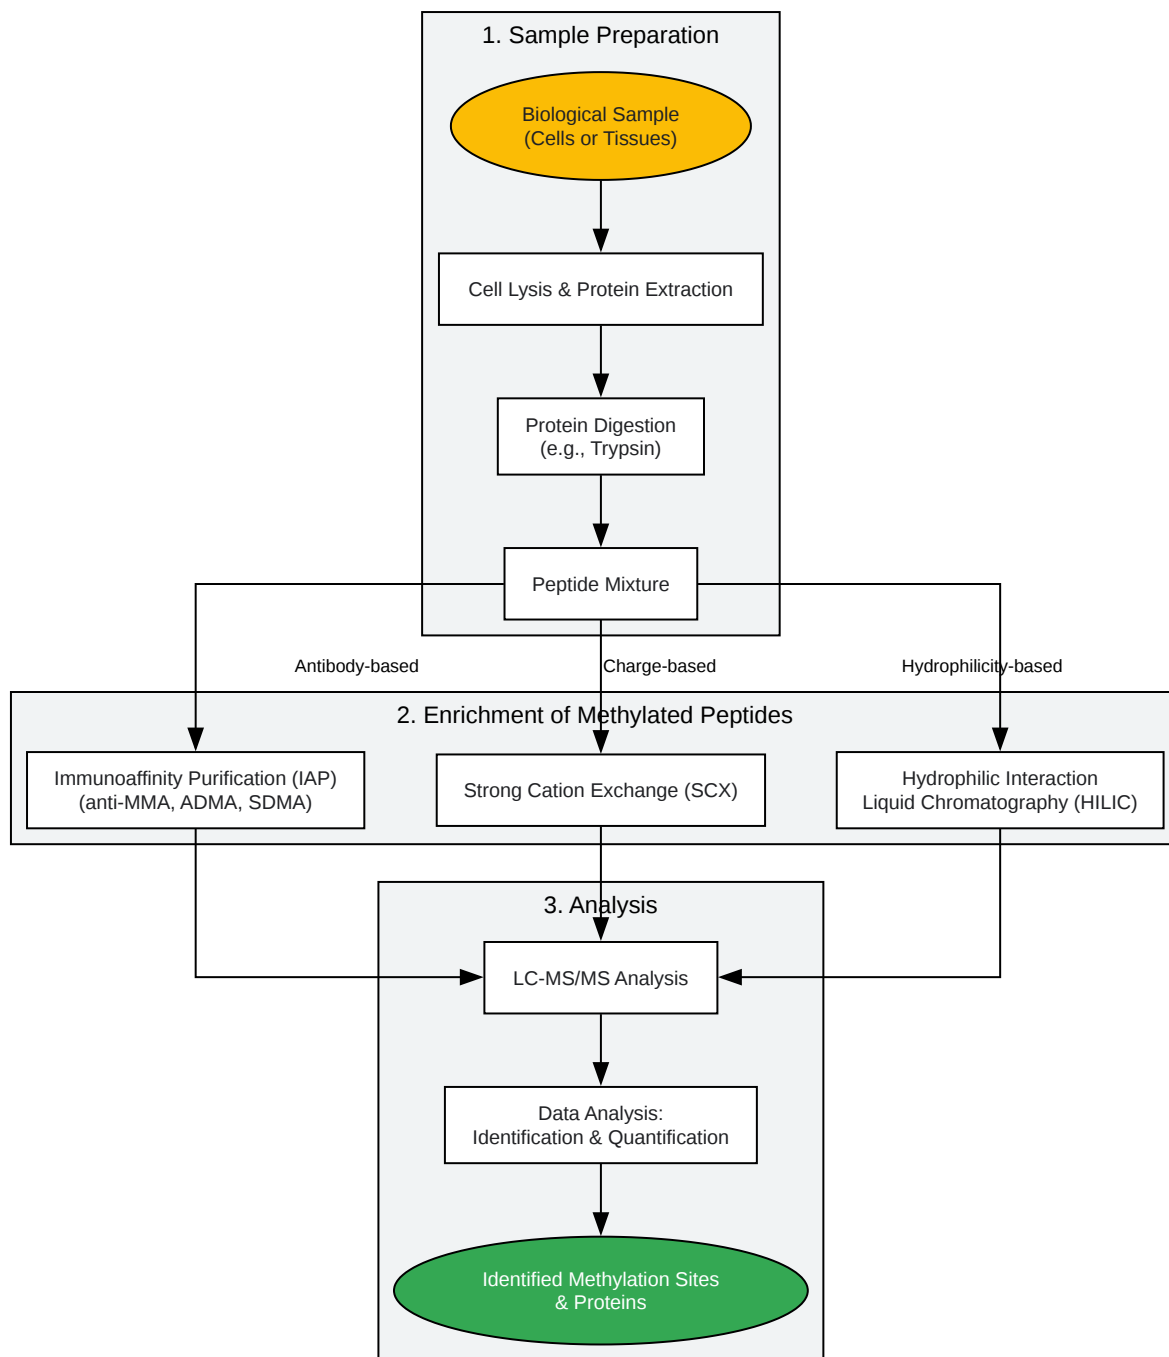 1. Sample Preparation
Biological Sample
(Cells or Tissues)
Cell Lysis & Protein Extraction
Protein Digestion
(e.g., Trypsin)
Peptide Mixture
Antibody-based
Charge-based
Hydrophilicity-based
2. Enrichment of Methylated Peptides
Immunoaffinity Purification (IAP)
(anti-MMA, ADMA, SDMA)
Strong Cation Exchange (SCX)
Hydrophilic Interaction
Liquid Chromatography (HILIC)
3. Analysis
LC-MS/MS Analysis
Data Analysis:
Identification & Quantification
Identified Methylation Sites
& Proteins